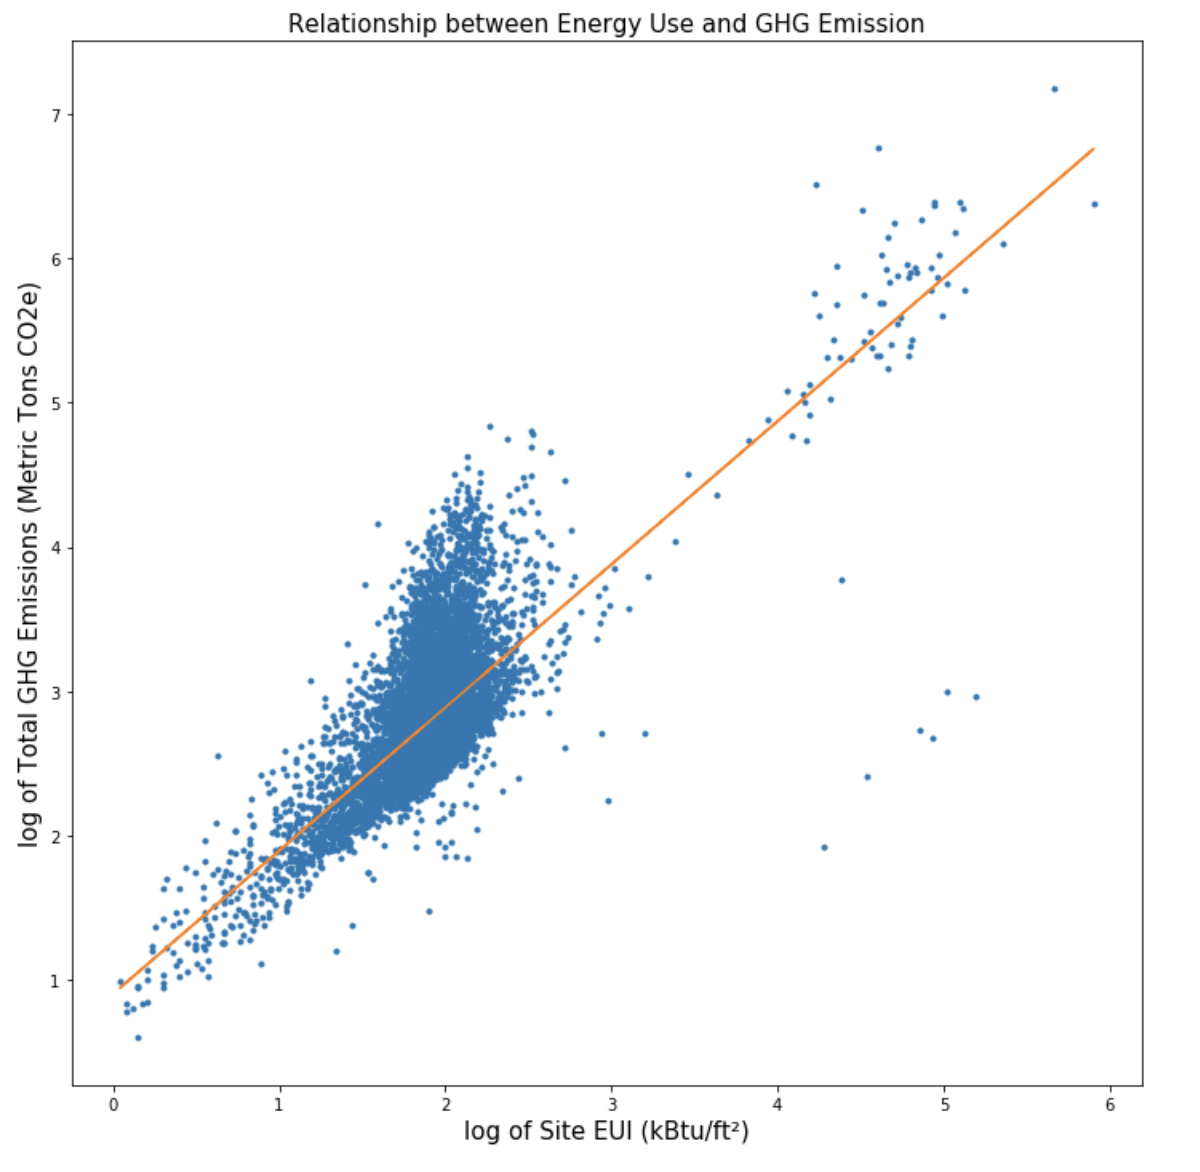 Relationship between Energy Use and GHG Emission
log of Total GHG Emissions (Metric Tons CO2e)
7
6
5
4
3
2
1
0 1 2 3 4 5 6
log of Site EUI (kBtu/ft²)